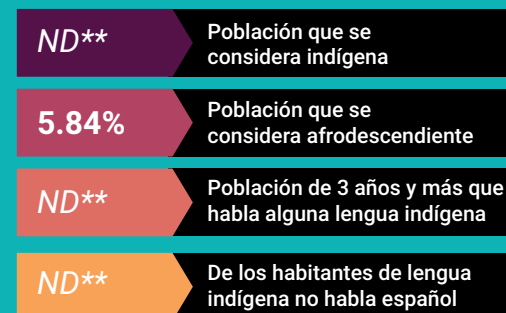 ND**
Población que se
considera indígena
5.84%
Población que se
considera afrodescendiente
ND**
Población de 3 años y más que
habla alguna lengua indígena
ND**
De los habitantes de lengua
indígena no habla español